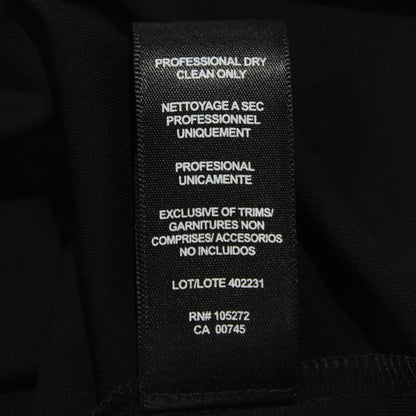 PROFESSIONAL DRY
CLEAN ONLY
NETTOYAGE A SEC
PROFESSIONNEL
UNIQUEMENT
PROFESIONAL
UNICAMENTE
EXCLUSIVE OF TRIMS/
GARNITURES NON
COMPRISES/ ACCESORIOS
NO INCLUIDOS
LOT/LOTE 402231
RN# 105272
CA 00745